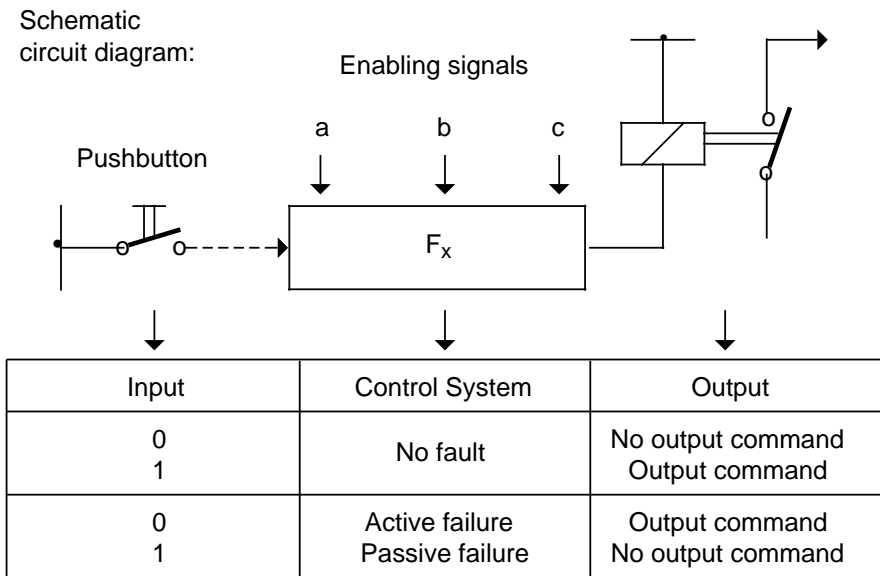 Schematic
circuit diagram:
Enabling signals
a b c
Pushbutton
Fx
Input Control System Output
0 No fault No output command
1 Output command
0 Active failure Output command
1 Passive failure No output command